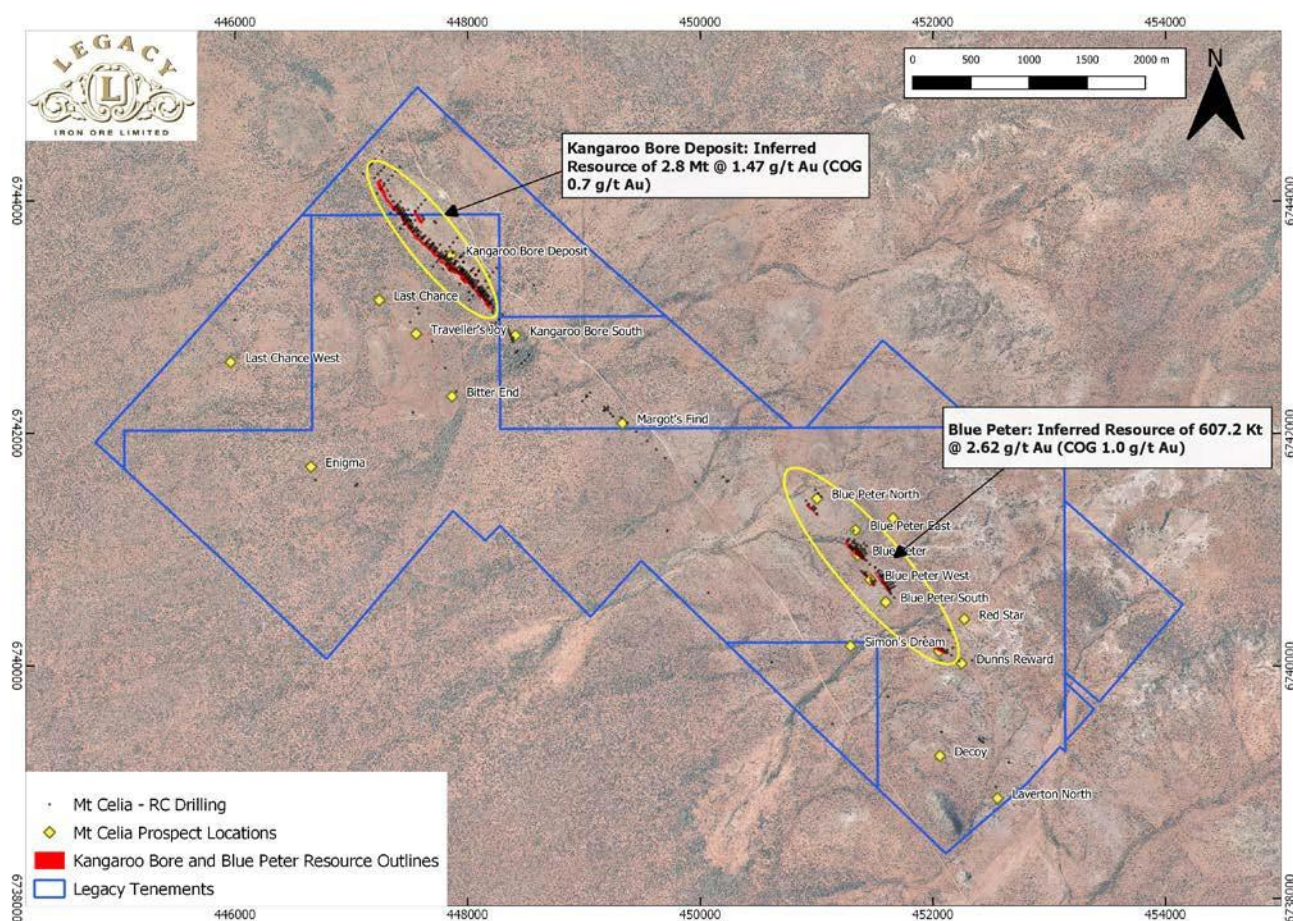 446000
448000
450000
452000
454000
LEGACY
L
IRON ORE LIMITED
0 500 1000 1500 2000 m
N
Kangaroo Bore Deposit: Inferred
Resource of 2.8 Mt @ 1.47 g/t Au (COG
0.7 g/t Au)
6744000
6744000
Kangaroo Bore Deposit
Last Chance
Traveller's Joy
Kangaroo Bore South
Last Chance West
Bitter End
Margot's Find
6742000
6742000
Blue Peter: Inferred Resource of 607.2 Kt
@ 2.62 g/t Au (COG 1.0 g/t Au)
Enigma
Blue Peter North
Blue Peter East
Blue Peter
Blue Peter West
Blue Peter South
Red Star
Simon's Dream
Dunns Reward
6740000
6740000
Decoy
Laverton North
Mt Celia - RC Drilling
Mt Celia Prospect Locations
Kangaroo Bore and Blue Peter Resource Outlines
Legacy Tenements
6738000
6738000
446000
448000
450000
452000
454000